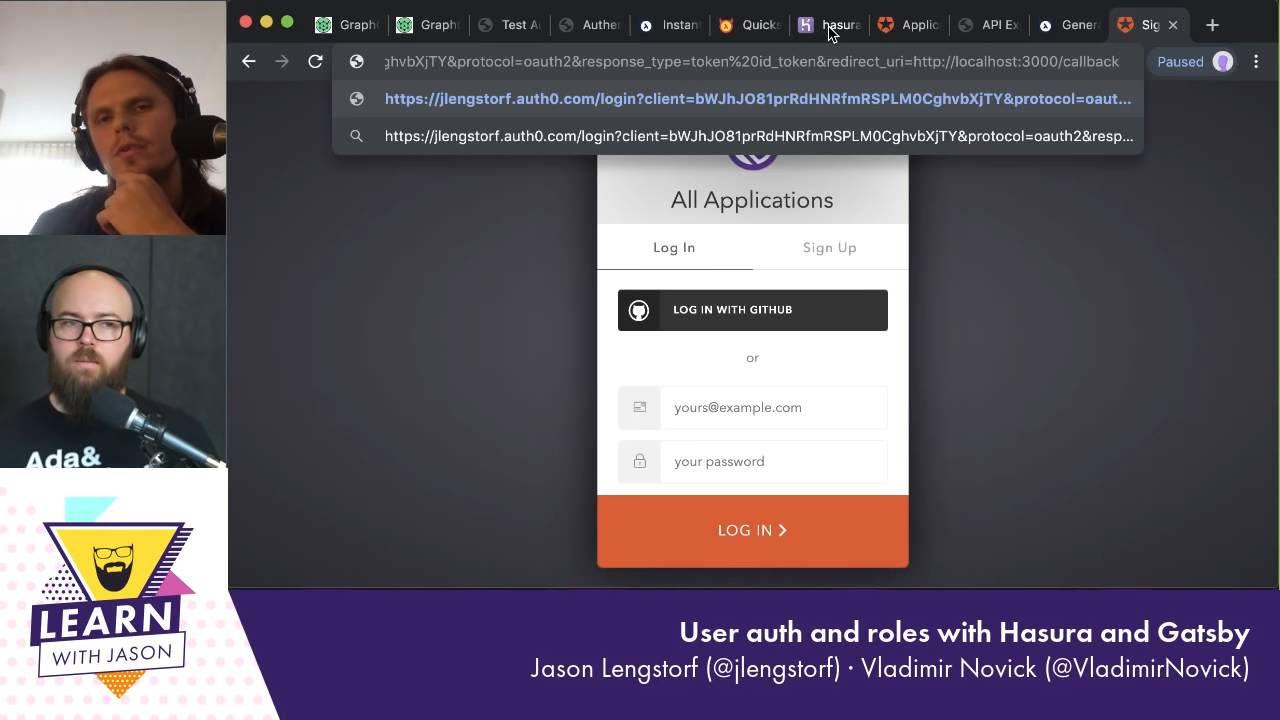 Graph
Graph
Test A
Auther
Instan
Quicks
hasura
Applic
API Ex
Gener
Sig
ghvbXjTY&protocol=oauth2&response_type=token%20id_token&redirect_uri=http://localhost:3000/callback
Paused
https://jlengstorf.auth0.com/login?client=bWJhJO81prRdHNRfmRSPLM0CghvbXjTY&protocol=oaut...
https://jlengstorf.auth0.com/login?client=bWJhJO81prRdHNRfmRSPLM0CghvbXjTY&protocol=oauth2&resp...
All Applications
Log In
Sign Up
LOG IN WITH GITHUB
or
yours@example.com
your password
LOG IN
Ada&
LEARN
WITH JASON
User auth and roles with Hasura and Gatsby
Jason Lengstorf (@jlengstorf) · Vladimir Novick (@VladimirNovick)